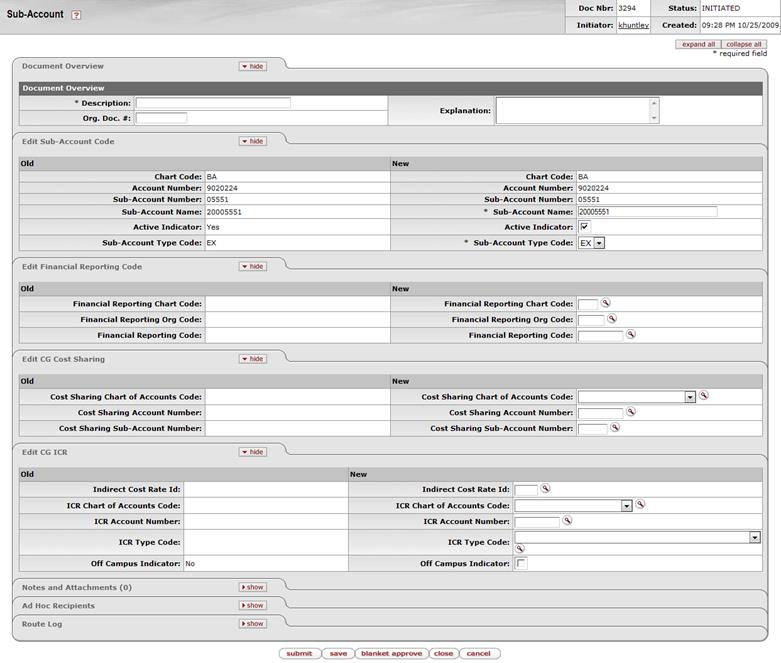 Sub-Account ?
Doc Nbr: 3294 Status: INITIATED
Initiator: khuntley Created: 09:28 PM 10/25/2009
expand all collapse all
* required field
Document Overview hide
Document Overview
* Description: Explanation:
Org. Doc. #:
Edit Sub-Account Code hide
Old New
Chart Code: BA Chart Code: BA
Account Number: 9020224 Account Number: 9020224
Sub-Account Number: 05551 Sub-Account Number: 05551
Sub-Account Name: 20005551 * Sub-Account Name: 20005551
Active Indicator: Yes Active Indicator:
Sub-Account Type Code: EX * Sub-Account Type Code: EX
Edit Financial Reporting Code hide
Old New
Financial Reporting Chart Code: Financial Reporting Chart Code:
Financial Reporting Org Code: Financial Reporting Org Code:
Financial Reporting Code: Financial Reporting Code:
Edit CG Cost Sharing hide
Old New
Cost Sharing Chart of Accounts Code: Cost Sharing Chart of Accounts Code:
Cost Sharing Account Number: Cost Sharing Account Number:
Cost Sharing Sub-Account Number: Cost Sharing Sub-Account Number:
Edit CG ICR hide
Old New
Indirect Cost Rate Id: Indirect Cost Rate Id:
ICR Chart of Accounts Code: ICR Chart of Accounts Code:
ICR Account Number: ICR Account Number:
ICR Type Code: ICR Type Code:
Off Campus Indicator: No Off Campus Indicator:
Notes and Attachments (0) show
Ad Hoc Recipients show
Route Log show
submit save blanket approve close cancel